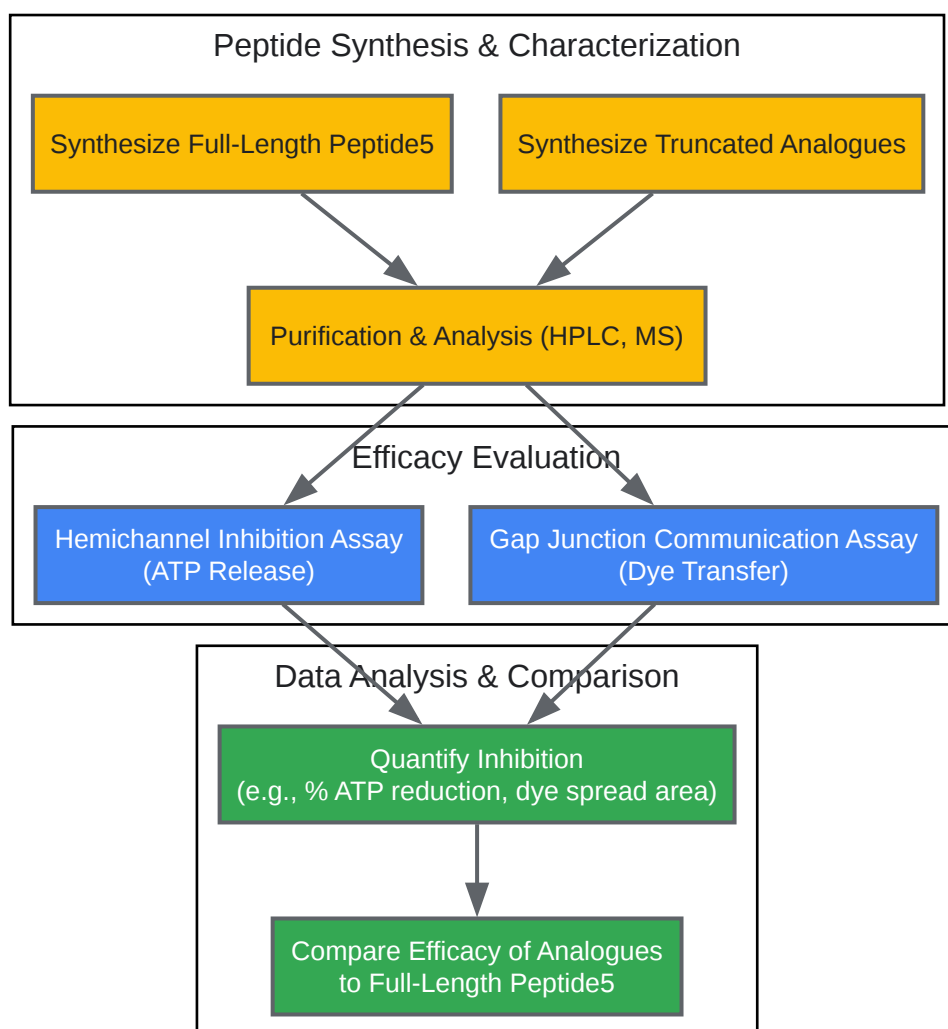 Peptide Synthesis & Characterization
Synthesize Full-Length Peptide5
Synthesize Truncated Analogues
Purification & Analysis (HPLC, MS)
Efficacy Evaluation
Hemichannel Inhibition Assay
(ATP Release)
Gap Junction Communication Assay
(Dye Transfer)
Data Analysis & Comparison
Quantify Inhibition
(e.g., % ATP reduction, dye spread area)
Compare Efficacy of Analogues
to Full-Length Peptide5